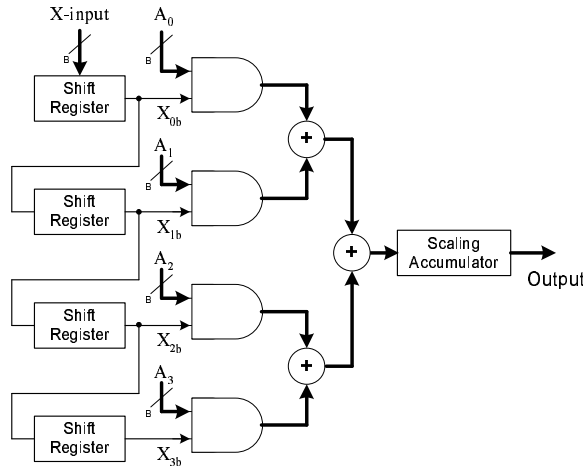 X-input
A0
B
B
Shift
Register
X0b
+
A1
B
Shift
Register
X1b
+
Scaling
Accumulator
Output
A2
B
Shift
Register
X2b
+
A3
B
Shift
Register
X3b